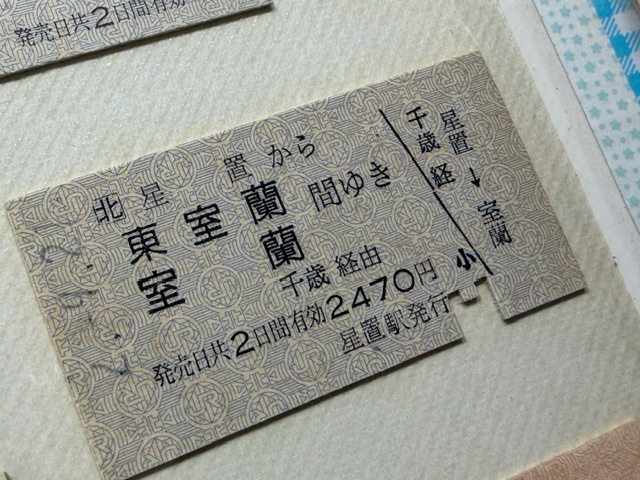 発売日共2日間有効
北 星置から
東室蘭
室蘭
間ゆき
千歳経由
発売日共2日間有効2470円
星置駅発行
小
千歳経
星置→室蘭